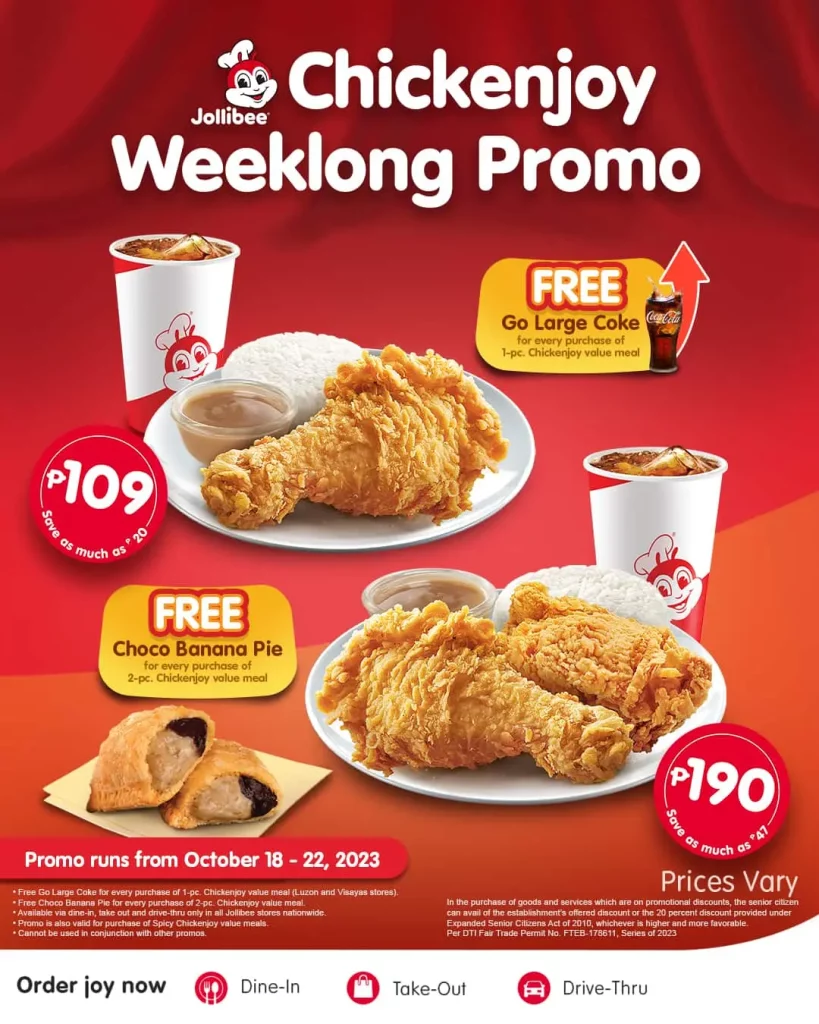 Jollibee
Chickenjoy
Weeklong Promo
FREE
Go Large Coke
for every purchase of
1-pc. Chickenjoy value meal
Coca-Cola
₱109
Save as much as ₱20
FREE
Choco Banana Pie
for every purchase of
2-pc. Chickenjoy value meal
₱190
Save as much as ₱47
Promo runs from October 18 - 22, 2023
Prices Vary
• Free Go Large Coke for every purchase of 1-pc. Chickenjoy value meal (Luzon and Visayas stores).
• Free Choco Banana Pie for every purchase of 2-pc. Chickenjoy value meal.
• Available via dine-in, take out and drive-thru only in all Jollibee stores nationwide.
• Promo is also valid for purchase of Spicy Chickenjoy value meals.
• Cannot be used in conjunction with other promos.
In the purchase of goods and services which are on promotional discounts, the senior citizen
can avail of the establishment's offered discount or the 20 percent discount provided under
Expanded Senior Citizens Act of 2010, whichever is higher and more favorable.
Per DTI Fair Trade Permit No. FTEB-178611, Series of 2023
Order joy now
Dine-In
Take-Out
Drive-Thru